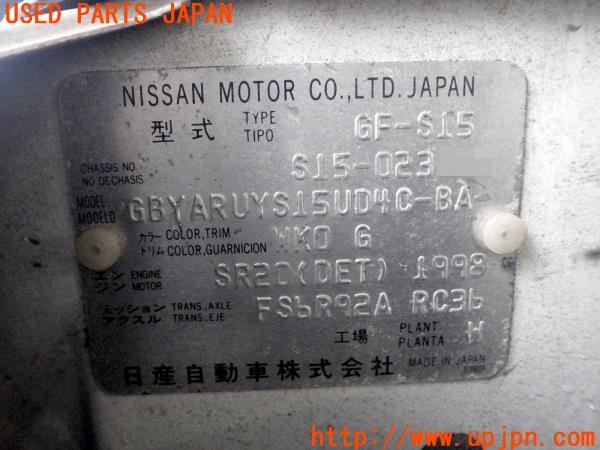 USED PARTS JAPAN
NISSAN MOTOR CO.,LTD. JAPAN
型式 TYPE TIPO GF-S15
CHASSIS NO. NO DE CHASIS S15-023
MODEL MODELO GBYARUYS15UD4C-BA-
カラー COLOR,TRIM トリム COLOR,GUARNICION WK0 G
エンジン ENGINE MOTOR SR20(DET) 1998 CC
ミッション TRANS.,AXLE アクスル TRANS.,EJE FS6R92A RC36
工場 PLANT PLANTA H
日産自動車株式会社 MADE IN JAPAN
http://www.upjpn.com/